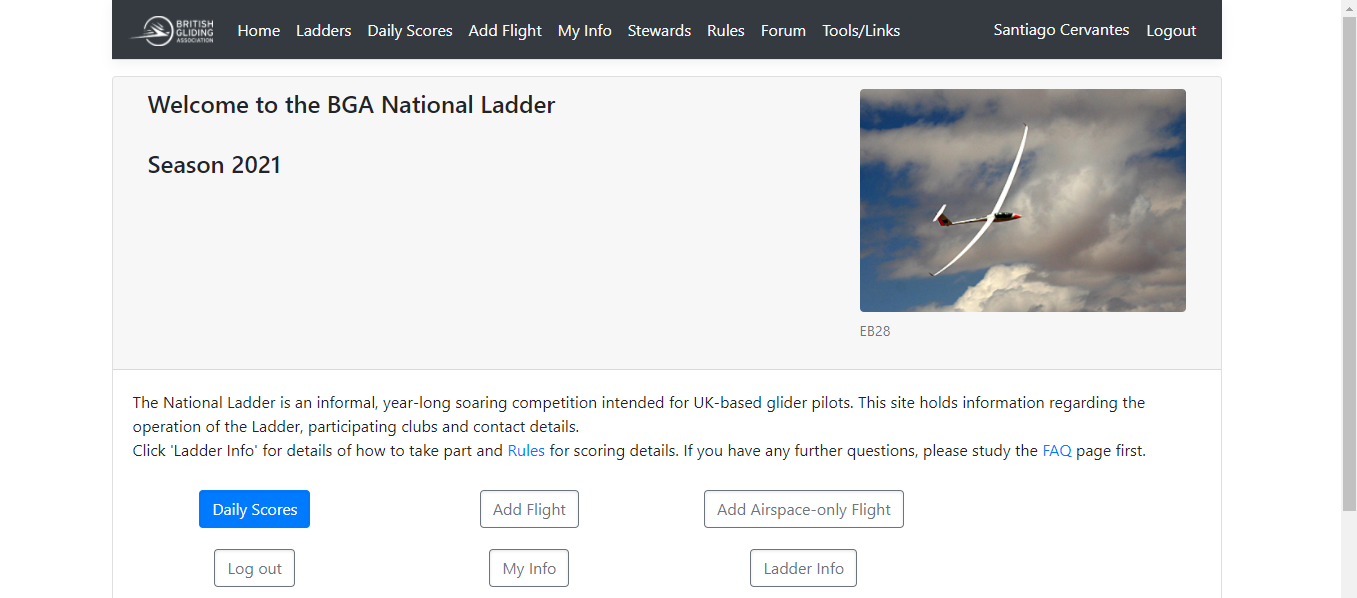 BRITISH
GLIDING
ASSOCIATION
Home Ladders Daily Scores Add Flight My Info Stewards Rules Forum Tools/Links Santiago Cervantes Logout
Welcome to the BGA National Ladder
Season 2021
EB28
The National Ladder is an informal, year-long soaring competition intended for UK-based glider pilots. This site holds information regarding the
operation of the Ladder, participating clubs and contact details.
Click 'Ladder Info' for details of how to take part and Rules for scoring details. If you have any further questions, please study the FAQ page first.
Daily Scores Add Flight Add Airspace-only Flight
Log out My Info Ladder Info